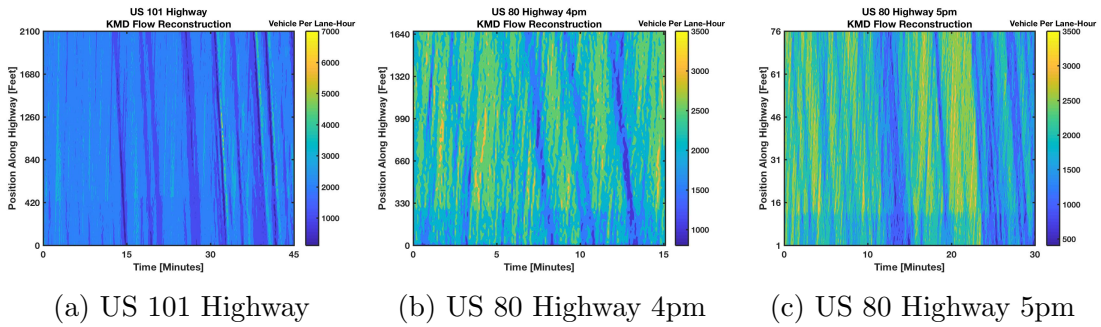 US 101 Highway
KMD Flow Reconstruction
Vehicle Per Lane-Hour
2100
1680
1260
840
420
0
0
15
30
45
7000
6000
5000
4000
3000
2000
1000
Position Along Highway [Feet]
Time [Minutes]
(a) US 101 Highway
US 80 Highway 4pm
KMD Flow Reconstruction
Vehicle Per Lane-Hour
1640
1320
990
660
330
0
0
5
10
15
3500
3000
2500
2000
1500
1000
Position Along Highway [Feet]
Time [Minutes]
(b) US 80 Highway 4pm
US 80 Highway 5pm
KMD Flow Reconstruction
Vehicle Per Lane-Hour
76
61
46
31
16
1
0
10
20
30
3500
3000
2500
2000
1500
1000
500
Position Along Highway [Feet]
Time [Minutes]
(c) US 80 Highway 5pm